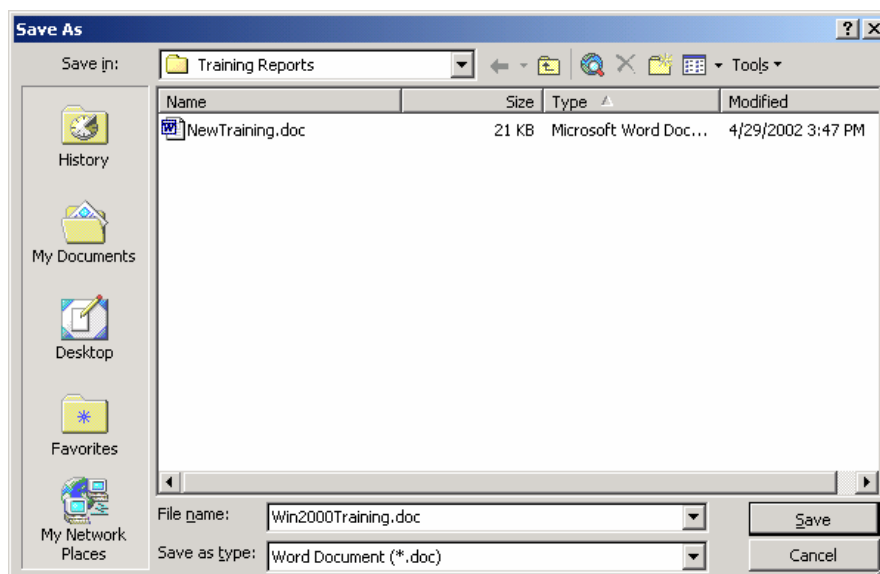 Save As
Save in: Training Reports Tools
Name Size Type Modified
NewTraining.doc 21 KB Microsoft Word Doc... 4/29/2002 3:47 PM
History
My Documents
Desktop
Favorites
My Network
Places
File name: Win2000Training.doc Save
Save as type: Word Document (*.doc) Cancel